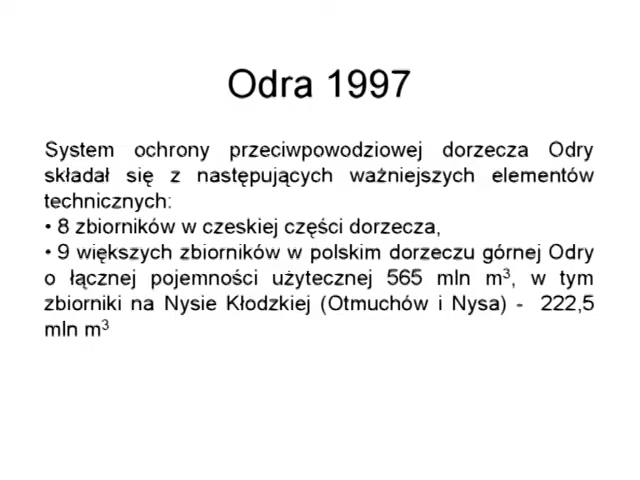 Odra 1997
System ochrony przeciwpowodziowej dorzecza Odry
składał się z następujących ważniejszych elementów
technicznych:
• 8 zbiorników w czeskiej części dorzecza,
• 9 większych zbiorników w polskim dorzeczu górnej Odry
o łącznej pojemności użytecznej 565 mln m³, w tym
zbiorniki na Nysie Kłodzkiej (Otmuchów i Nysa) - 222,5
mln m³